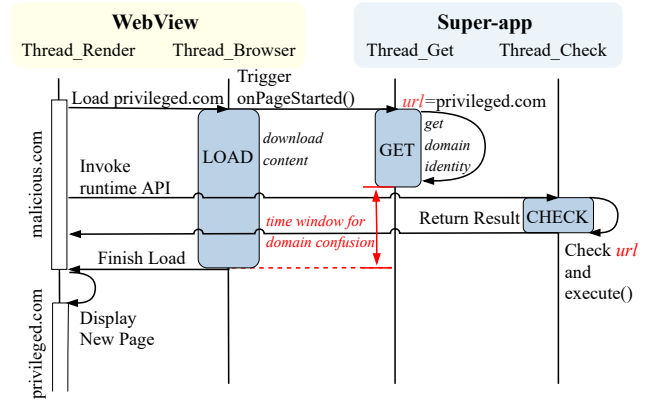 WebView
Super-app
Thread_Render
Thread_Browser
Thread_Get
Thread_Check
Load privileged.com
Trigger
onPageStarted()
url=privileged.com
malicious.com
LOAD
download
content
GET
get
domain
identity
Invoke
runtime API
time window for
domain confusion
Return Result
CHECK
Finish Load
Check url
and
execute()
privileged.com
Display
New Page